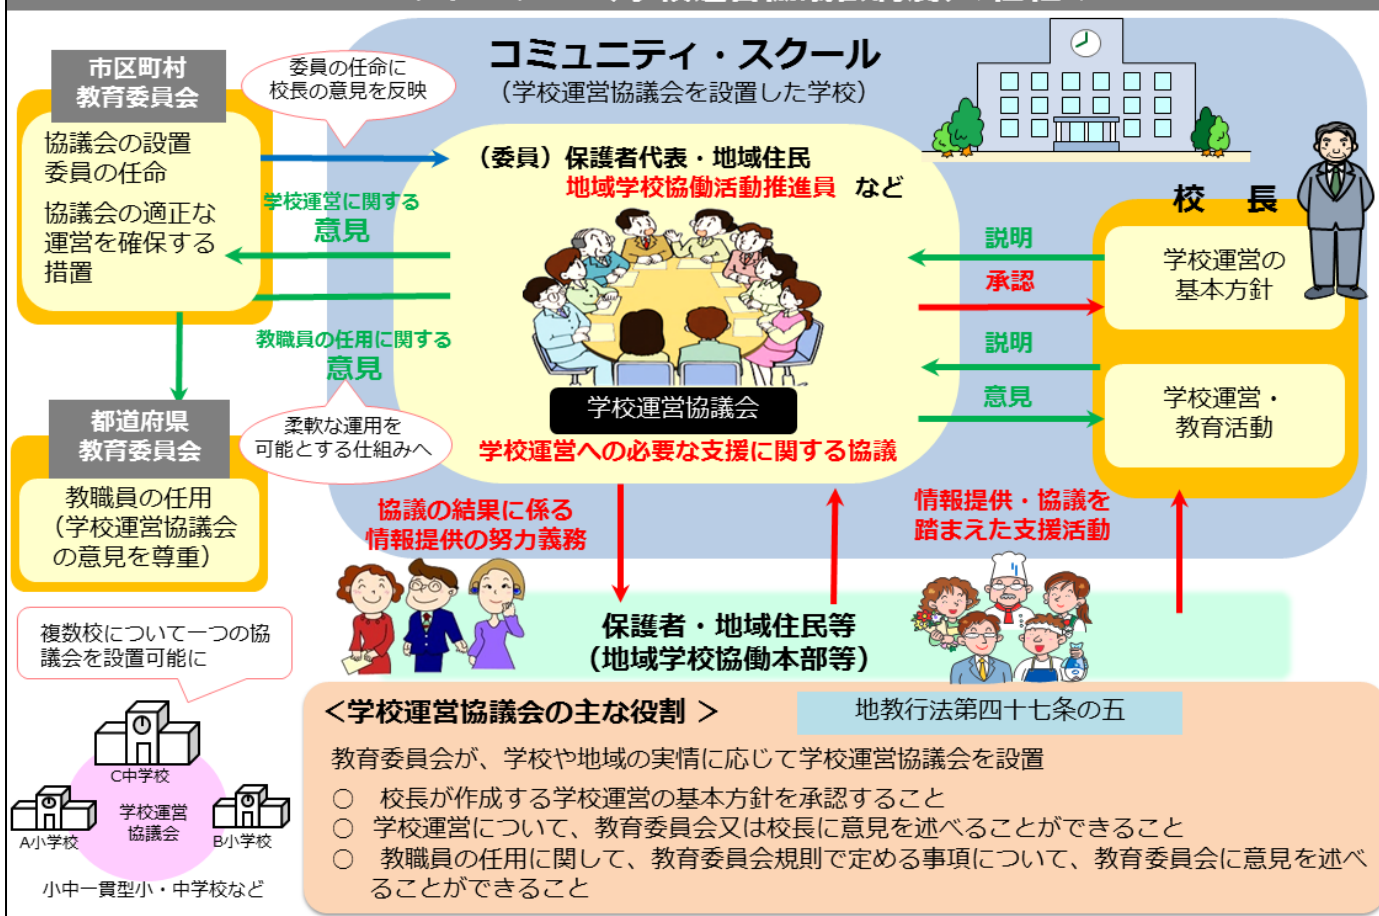 市区町村
教育委員会
協議会の設置
委員の任命
協議会の適正な
運営を確保する
措置
委員の任命に
校長の意見を反映
コミュニティ・スクール
(学校運営協議会を設置した学校)
(委員)保護者代表・地域住民
地域学校協働活動推進員 など
学校運営に関する
意見
教職員の任用に関する
意見
柔軟な運用を
可能とする仕組みへ
学校運営協議会
学校運営への必要な支援に関する協議
説明
承認
説明
意見
校 長
学校運営の
基本方針
学校運営・
教育活動
都道府県
教育委員会
教職員の任用
(学校運営協議会
の意見を尊重)
協議の結果に係る
情報提供の努力義務
情報提供・協議を
踏まえた支援活動
保護者・地域住民等
(地域学校協働本部等)
複数校について一つの協
議会を設置可能に
C中学校
学校運営
協議会
A小学校
B小学校
小中一貫型小・中学校など
<学校運営協議会の主な役割 >
地教行法第四十七条の五
教育委員会が、学校や地域の実情に応じて学校運営協議会を設置
○ 校長が作成する学校運営の基本方針を承認すること
○ 学校運営について、教育委員会又は校長に意見を述べることができること
○ 教職員の任用に関して、教育委員会規則で定める事項について、教育委員会に意見を述べ
ることができること